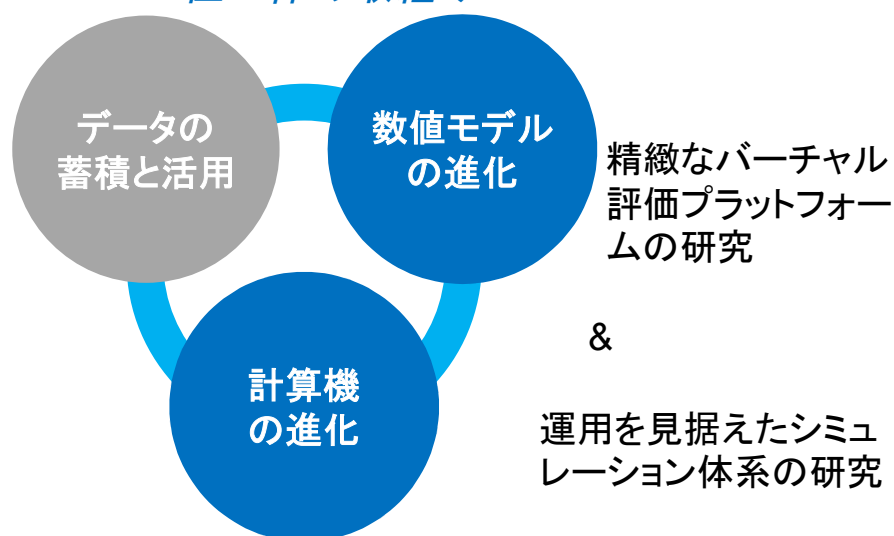 データの
蓄積と活用
数値モデル
の進化
精緻なバーチャル
評価プラットフォー
ムの研究
&
計算機
の進化
運用を見据えたシミュ
レーション体系の研究